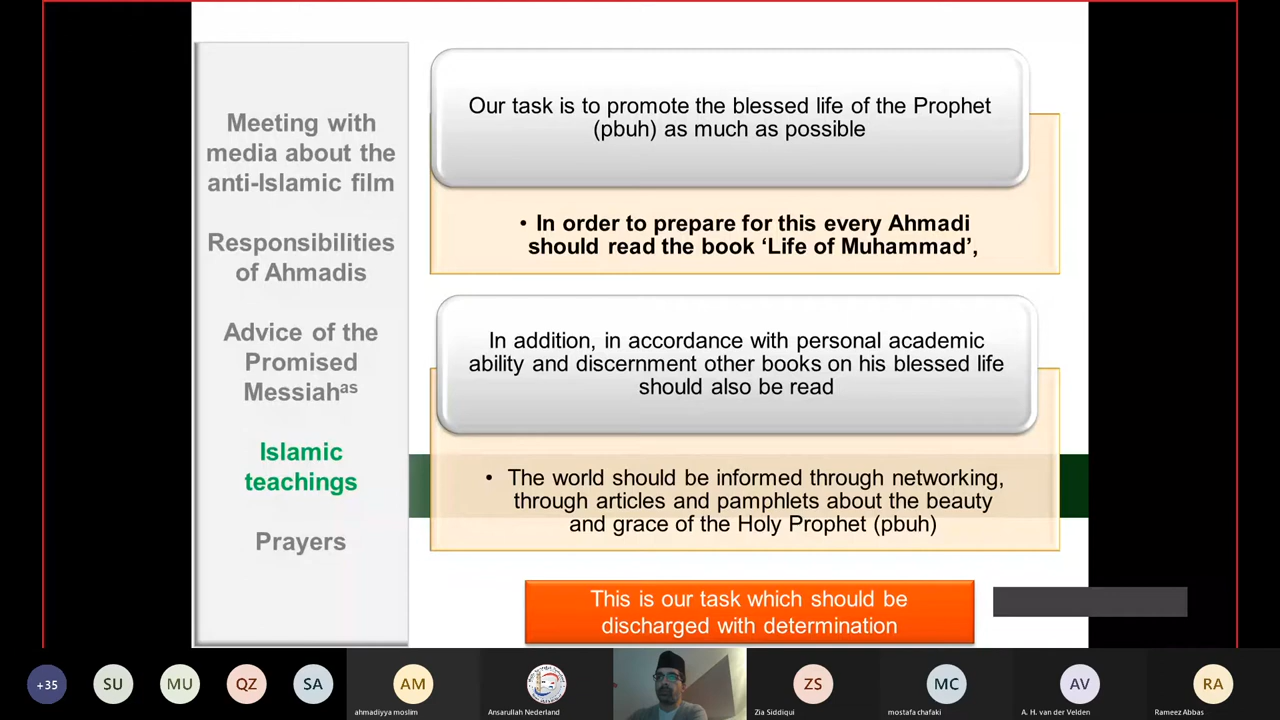 Meeting with
media about the
anti-Islamic film
Responsibilities
of Ahmadis
Advice of the
Promised
Messiahas
Islamic
teachings
Prayers
Our task is to promote the blessed life of the Prophet
(pbuh) as much as possible
• In order to prepare for this every Ahmadi
should read the book ‘Life of Muhammad’,
In addition, in accordance with personal academic
ability and discernment other books on his blessed life
should also be read
• The world should be informed through networking,
through articles and pamphlets about the beauty
and grace of the Holy Prophet (pbuh)
This is our task which should be
discharged with determination
+35 SU MU QZ SA AM ZS MC AV RA
ahmadiyya moslim Ansarullah Nederland Zia Siddiqui mostafa chafaki A. H. van der Velden Rameez Abbas